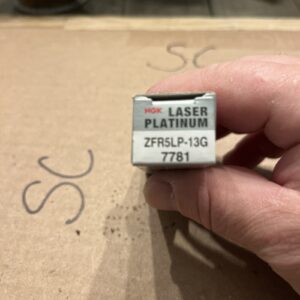 SC
NGK LASER
PLATINUM
ZFR5LP-13G
7781
SC